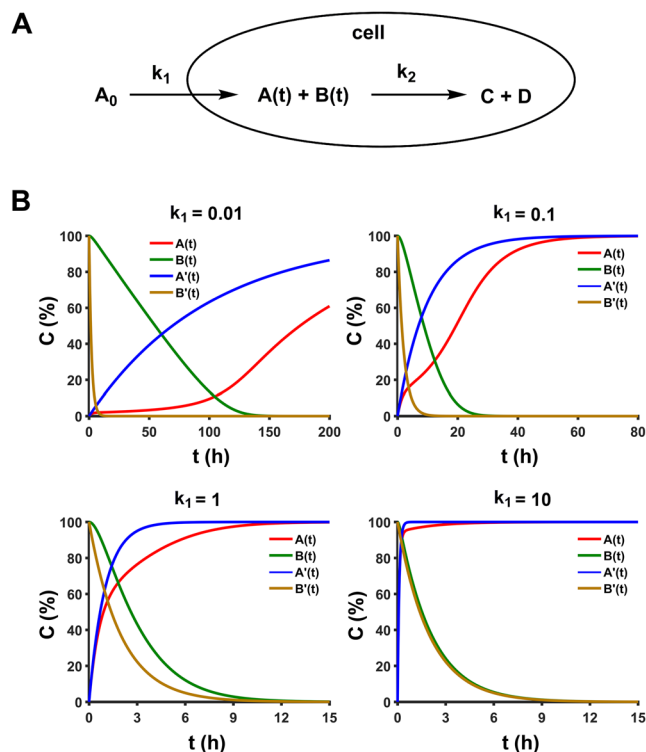 A
cell
A₀ k₁ A(t) + B(t) k₂ C + D
B
k₁ = 0.01
C (%)
100
80
60
40
20
0
0 50 100 150 200
t (h)
A(t)
B(t)
A'(t)
B'(t)
k₁ = 0.1
C (%)
100
80
60
40
20
0
0 20 40 60 80
t (h)
A(t)
B(t)
A'(t)
B'(t)
k₁ = 1
C (%)
100
80
60
40
20
0
0 3 6 9 12 15
t (h)
A(t)
B(t)
A'(t)
B'(t)
k₁ = 10
C (%)
100
80
60
40
20
0
0 3 6 9 12 15
t (h)
A(t)
B(t)
A'(t)
B'(t)